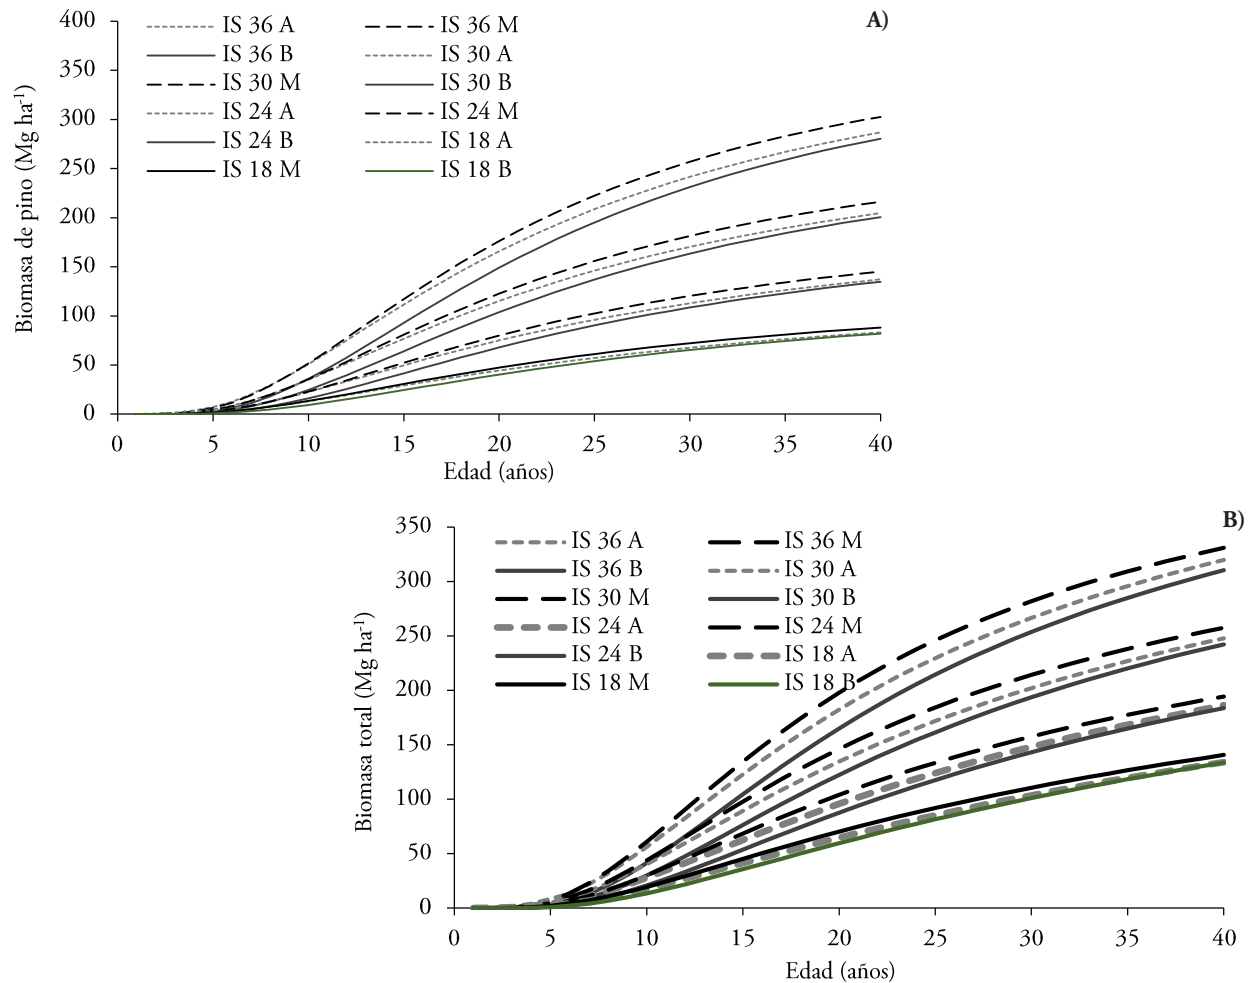 A)
IS 36 A IS 36 M
IS 36 B IS 30 A
IS 30 M IS 30 B
IS 24 A IS 24 M
IS 24 B IS 18 A
IS 18 M IS 18 B
400
350
300
250
200
150
100
50
0
Biomasa de pino (Mg ha⁻¹)
0 5 10 15 20 25 30 35 40
Edad (años)
B)
IS 36 A IS 36 M
IS 36 B IS 30 A
IS 30 M IS 30 B
IS 24 A IS 24 M
IS 24 B IS 18 A
IS 18 M IS 18 B
350
300
250
200
150
100
50
0
Biomasa total (Mg ha⁻¹)
0 5 10 15 20 25 30 35 40
Edad (años)